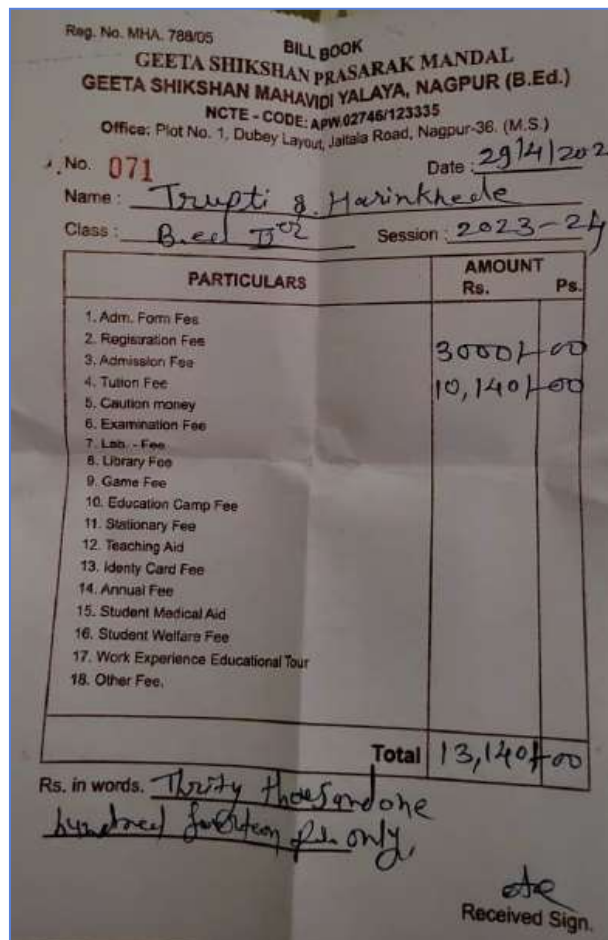 Reg. No. MHA. 788/05
BILL BOOK
GEETA SHIKSHAN PRASARAK MANDAL
GEETA SHIKSHAN MAHAVIDI YALAYA, NAGPUR (B.Ed.)
NCTE - CODE: APW 02746/123335
Office: Plot No. 1, Dubey Layout, Jaitala Road, Nagpur-36. (M.S.)
No. 071 Date : 29/4/202
Name : Trupti g. Harinkhede
Class : B.ed Session : 2023-24
PARTICULARS AMOUNT
Rs. Ps.
1. Adm. Form Fee
2. Registration Fee
3. Admission Fee 3000/-00
4. Tution Fee 10,140/-00
5. Caution money
6. Examination Fee
7. Lab. - Fee
8. Library Fee
9. Game Fee
10. Education Camp Fee
11. Stationary Fee
12. Teaching Aid
13. Identy Card Fee
14. Annual Fee
15. Student Medical Aid
16. Student Welfare Fee
17. Work Experience Educational Tour
18. Other Fee.
Total 13,140/-00
Rs. in words. Thrity thousand one
hundred only,
Received Sign.